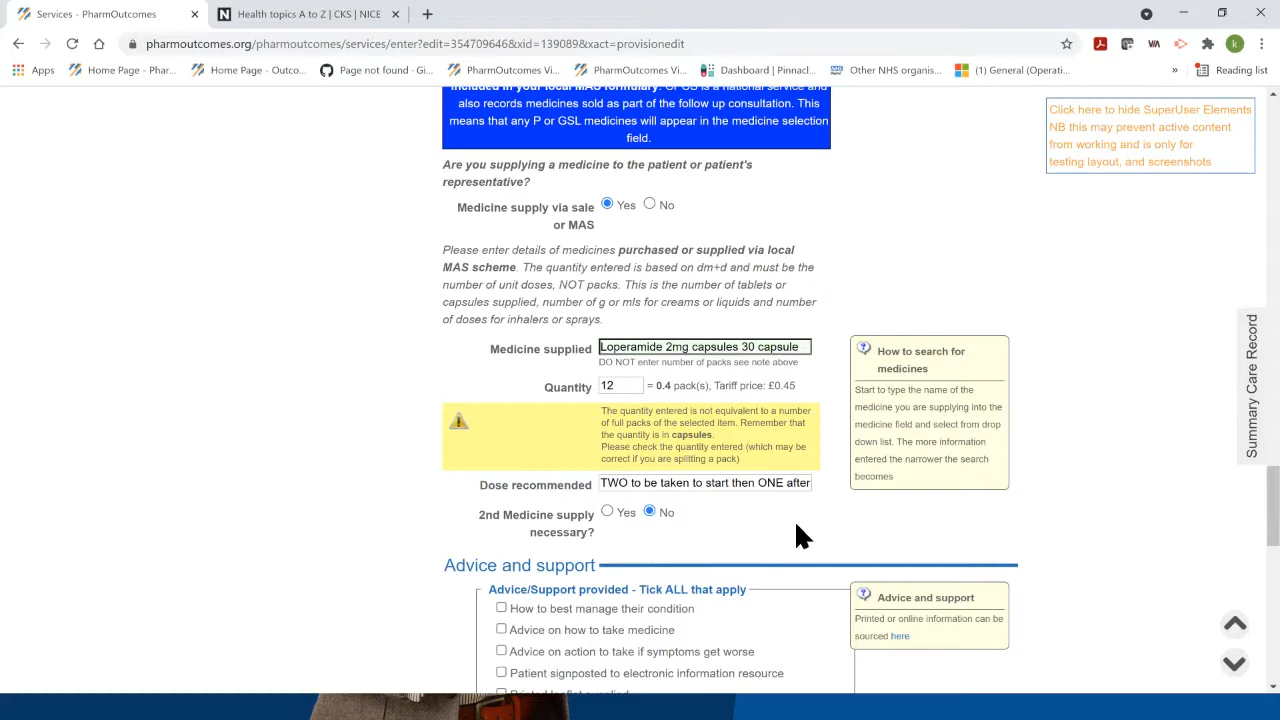 Services - PharmOutcomes
Health topics A to Z | CKS | NICE
pharmoutcomes.org/pharmoutcomes/services/enter?edit=354709646&xid=139089&xact=provisionedit
Apps
Home Page - Phar...
Home Page - Outco...
Page not found - Gi...
PharmOutcomes Vi...
PharmOutcomes Vi...
Dashboard | Pinnacl...
Other NHS organis...
(1) General (Operati...
»
Reading list
also records medicines sold as part of the follow up consultation. This
means that any P or GSL medicines will appear in the medicine selection
field.
Click here to hide SuperUser Elements
NB this may prevent active content
from working and is only for
testing layout, and screenshots
Are you supplying a medicine to the patient or patient's
representative?
Medicine supply via sale
or MAS
Yes No
Please enter details of medicines purchased or supplied via local
MAS scheme. The quantity entered is based on dm+d and must be the
number of unit doses, NOT packs. This is the number of tablets or
capsules supplied, number of g or mls for creams or liquids and number
of doses for inhalers or sprays.
Medicine supplied Loperamide 2mg capsules 30 capsule
DO NOT enter number of packs see note above
Quantity 12 = 0.4 pack(s), Tariff price: £0.45
The quantity entered is not equivalent to a number
of full packs of the selected item. Remember that
the quantity is in capsules.
Please check the quantity entered (which may be
correct if you are splitting a pack)
Dose recommended TWO to be taken to start then ONE after
2nd Medicine supply
necessary?
Yes No
How to search for
medicines
Start to type the name of the
medicine you are supplying into the
medicine field and select from drop
down list. The more information
entered the narrower the search
becomes
Summary Care Record
Advice and support
Advice/Support provided - Tick ALL that apply
How to best manage their condition
Advice on how to take medicine
Advice on action to take if symptoms get worse
Patient signposted to electronic information resource
Advice and support
Printed or online information can be
sourced here